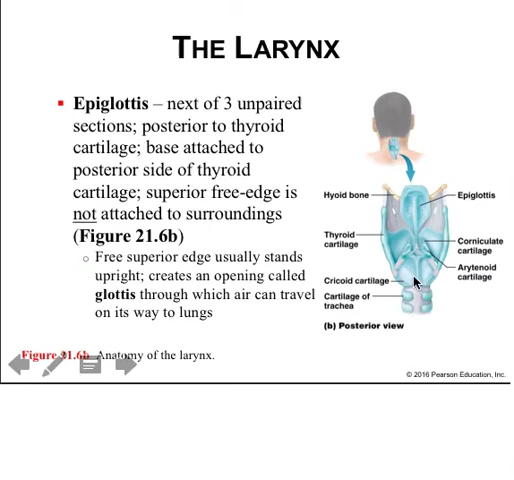 THE LARYNX
▪ Epiglottis – next of 3 unpaired
sections; posterior to thyroid
cartilage; base attached to
posterior side of thyroid
cartilage; superior free-edge is
not attached to surroundings
(Figure 21.6b)
o Free superior edge usually stands
upright; creates an opening called
glottis through which air can travel
on its way to lungs
Hyoid bone
Epiglottis
Thyroid
cartilage
Corniculate
cartilage
Arytenoid
cartilage
Cricoid cartilage
Cartilage of
trachea
(b) Posterior view
Figure 21.6b Anatomy of the larynx.
© 2016 Pearson Education, Inc.